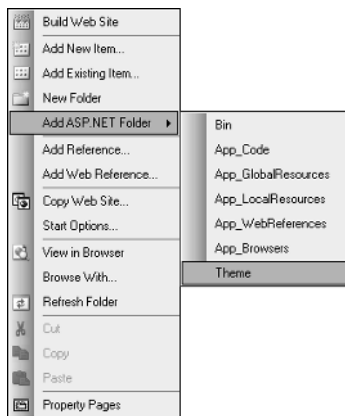 Build Web Site
Add New Item...
Add Existing Item...
New Folder
Add ASP.NET Folder
Add Reference...
Add Web Reference...
Copy Web Site...
Start Options...
View in Browser
Browse With...
Refresh Folder
Cut
Copy
Paste
Property Pages
Bin
App_Code
App_GlobalResources
App_LocalResources
App_WebReferences
App_Browsers
Theme